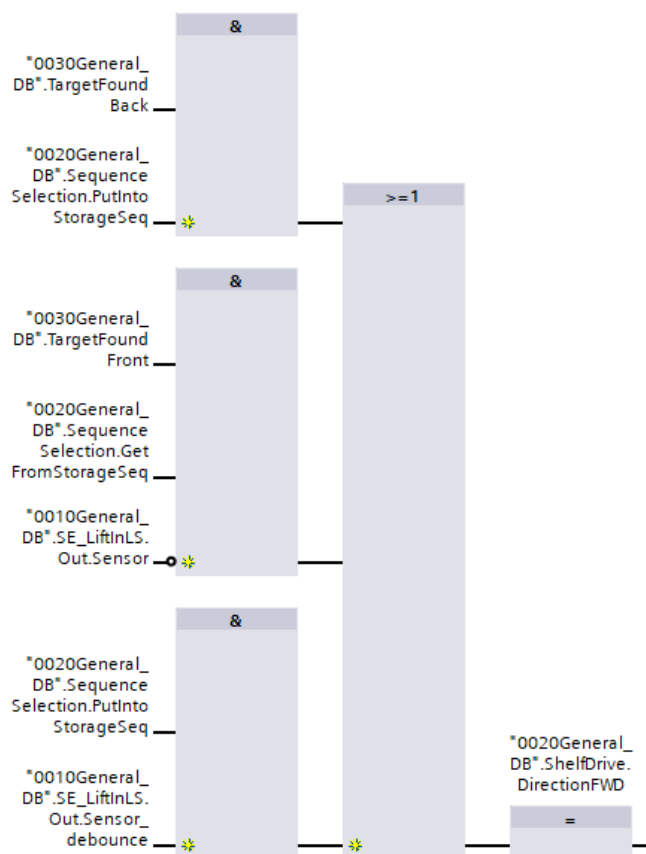 &
"0030General_
DB".TargetFound
Back
"0020General_
DB".Sequence
Selection.PutInto
StorageSeq
>=1
&
"0030General_
DB".TargetFound
Front
"0020General_
DB".Sequence
Selection.Get
FromStorageSeq
"0010General_
DB".SE_LiftInLS.
Out.Sensor
&
"0020General_
DB".Sequence
Selection.PutInto
StorageSeq
"0010General_
DB".SE_LiftInLS.
Out.Sensor_
debounce
"0020General_
DB".ShelfDrive.
DirectionFWD
=